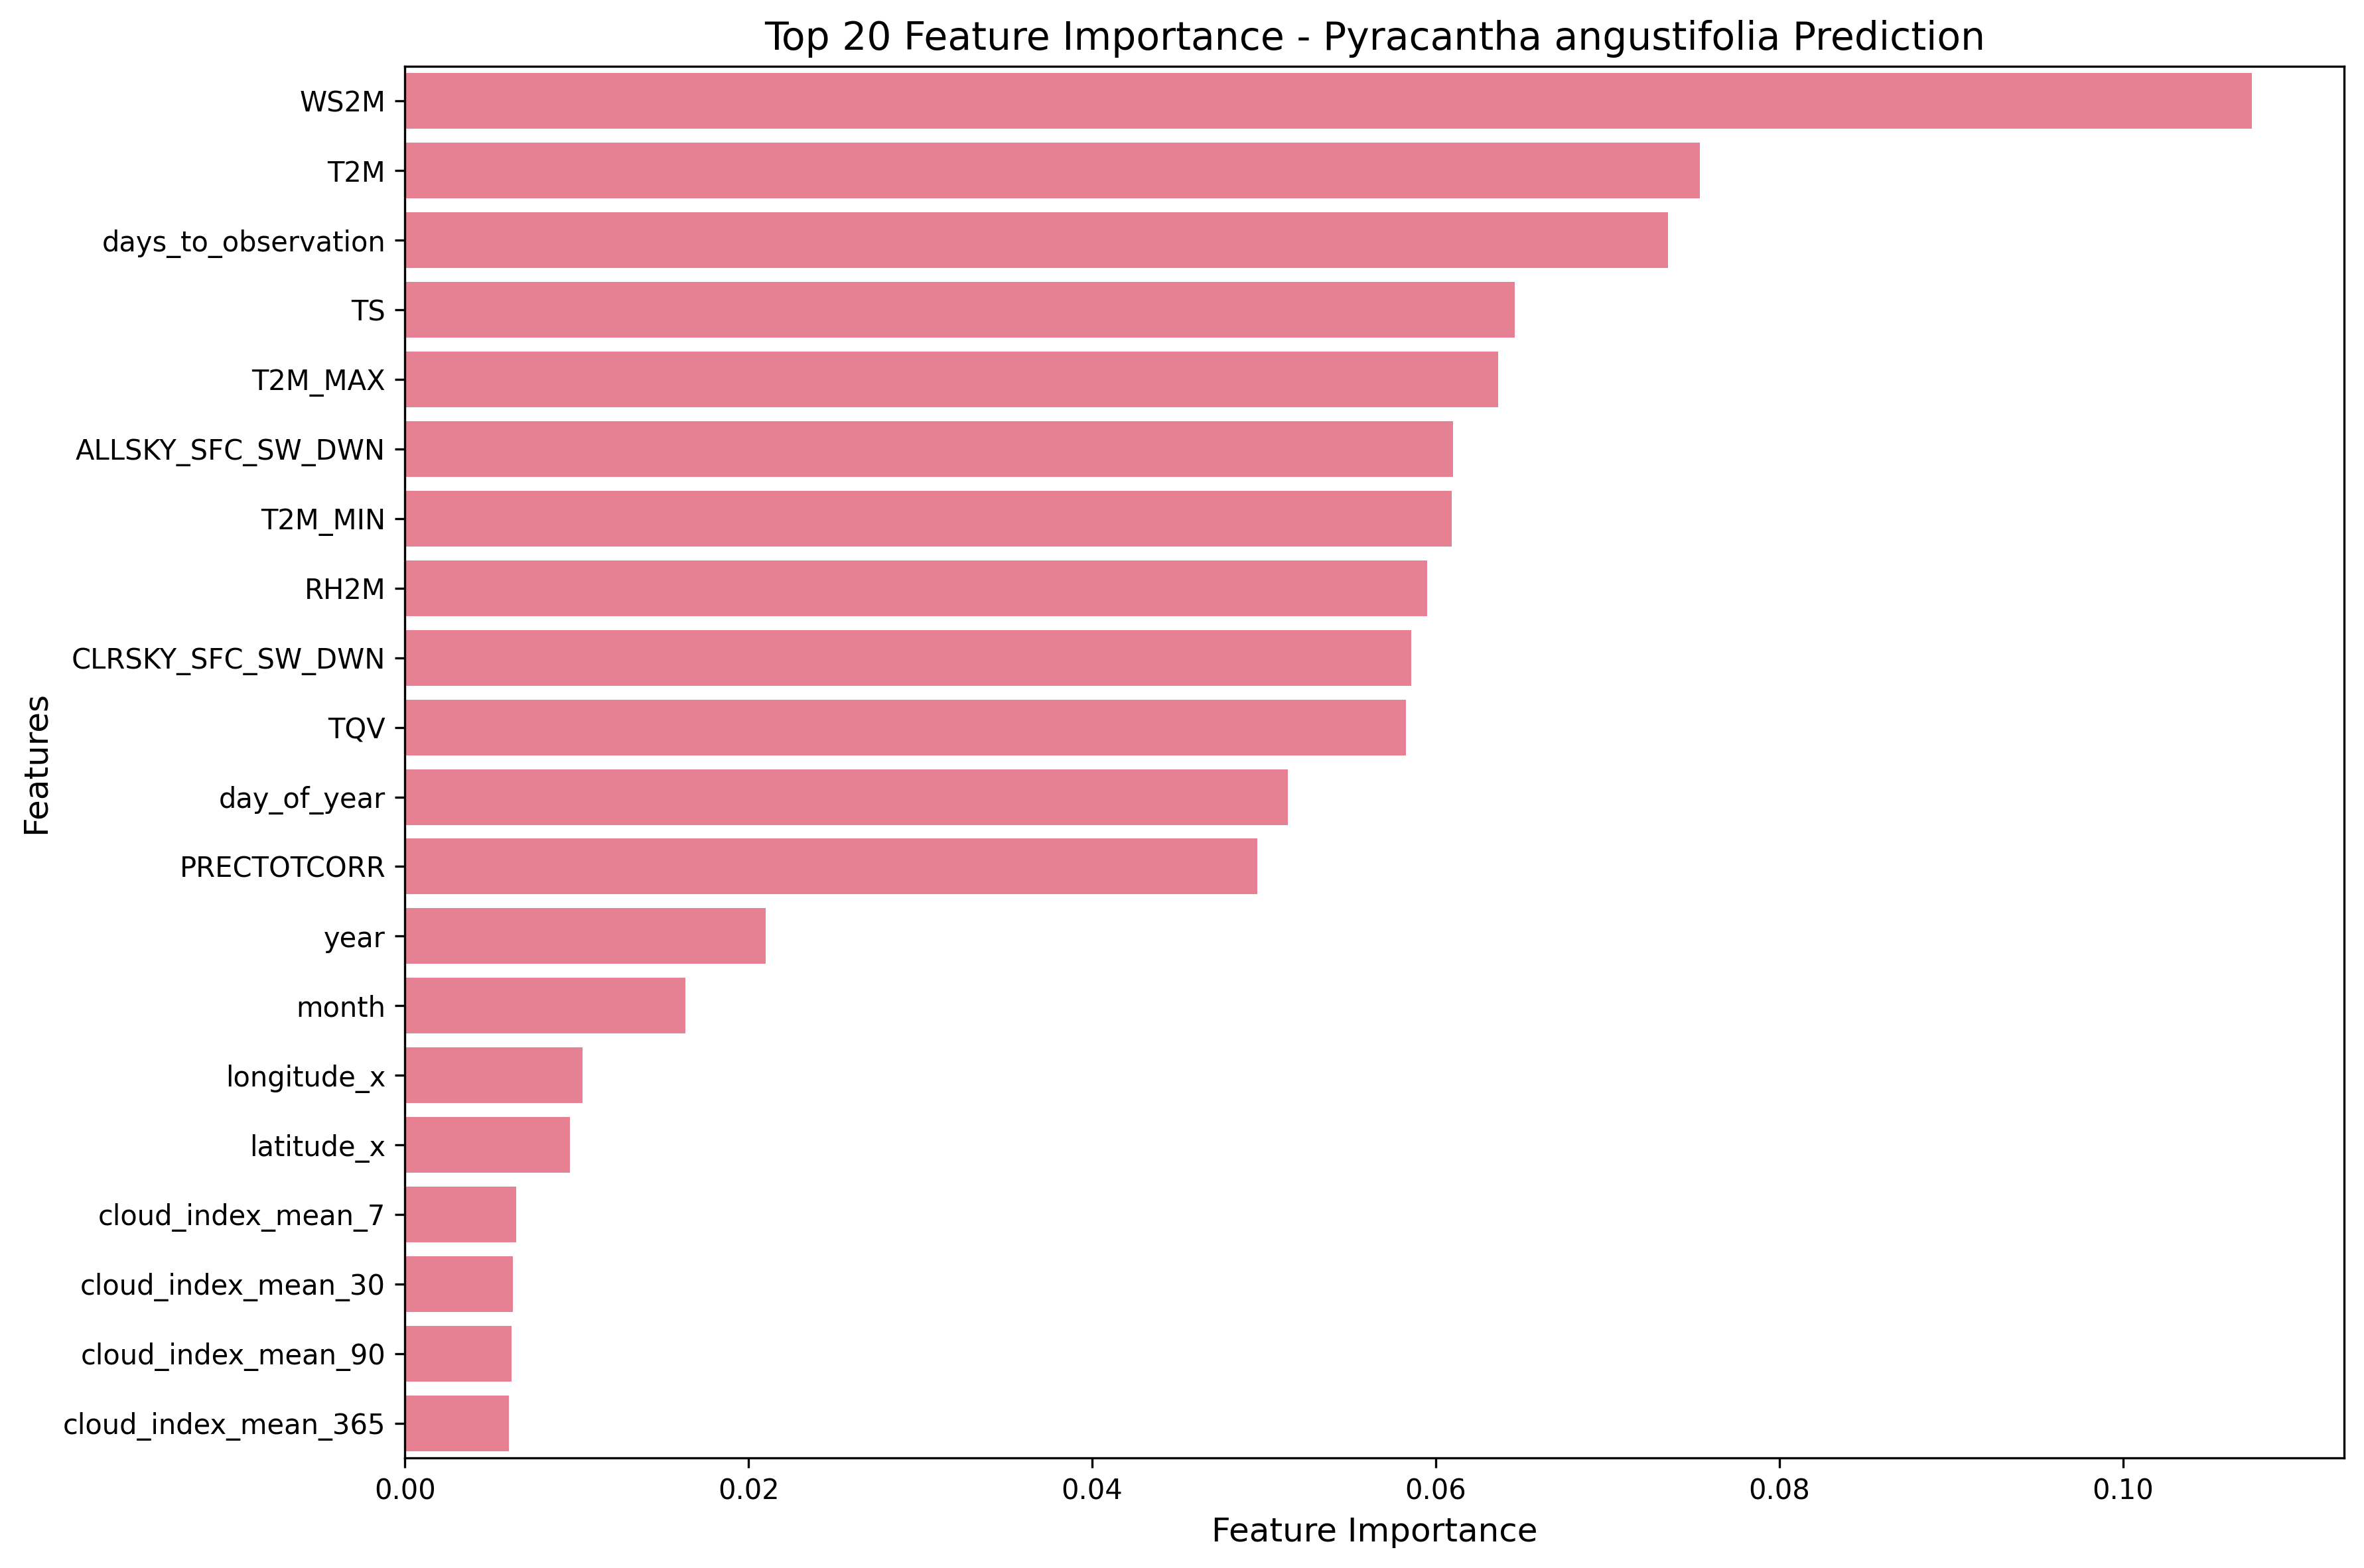 Top 20 Feature Importance - Pyracantha angustifolia Prediction
WS2M
T2M
days_to_observation
TS
T2M_MAX
ALLSKY_SFC_SW_DWN
T2M_MIN
RH2M
CLRSKY_SFC_SW_DWN
TQV
day_of_year
PRECTOTCORR
year
month
longitude_x
latitude_x
cloud_index_mean_7
cloud_index_mean_30
cloud_index_mean_90
cloud_index_mean_365
Features
0.00 0.02 0.04 0.06 0.08 0.10
Feature Importance